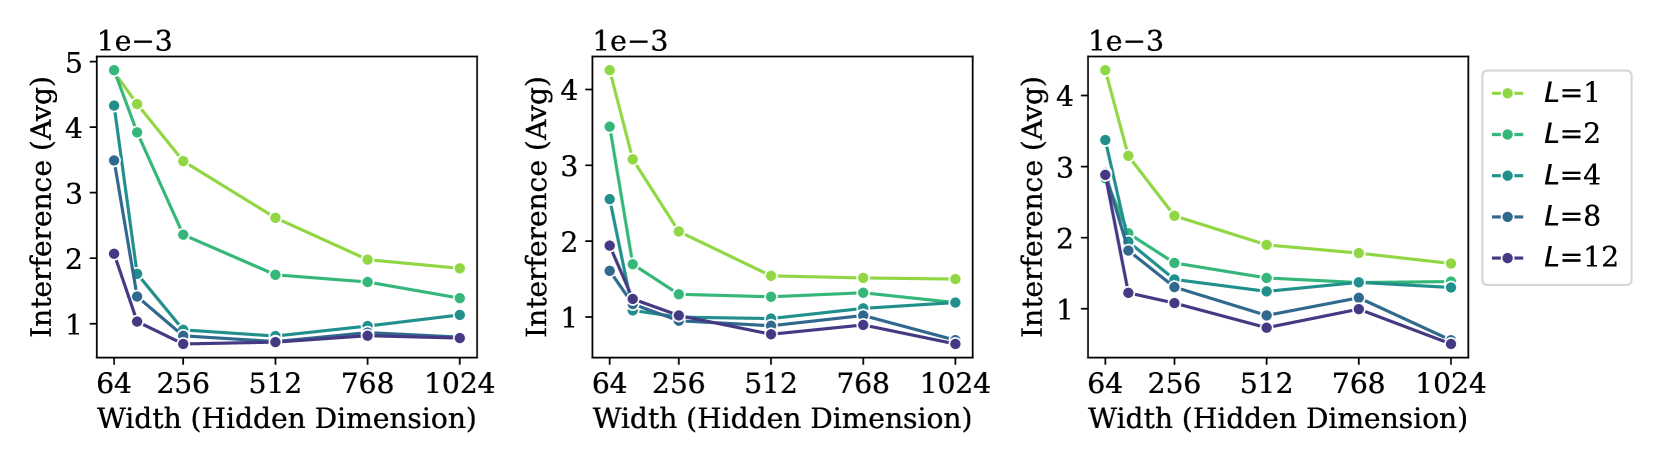 1e−3
5
4
3
2
1
Interference (Avg)
64 256 512 768 1024
Width (Hidden Dimension)
1e−3
4
3
2
1
Interference (Avg)
64 256 512 768 1024
Width (Hidden Dimension)
1e−3
4
3
2
1
Interference (Avg)
64 256 512 768 1024
Width (Hidden Dimension)
L=1
L=2
L=4
L=8
L=12